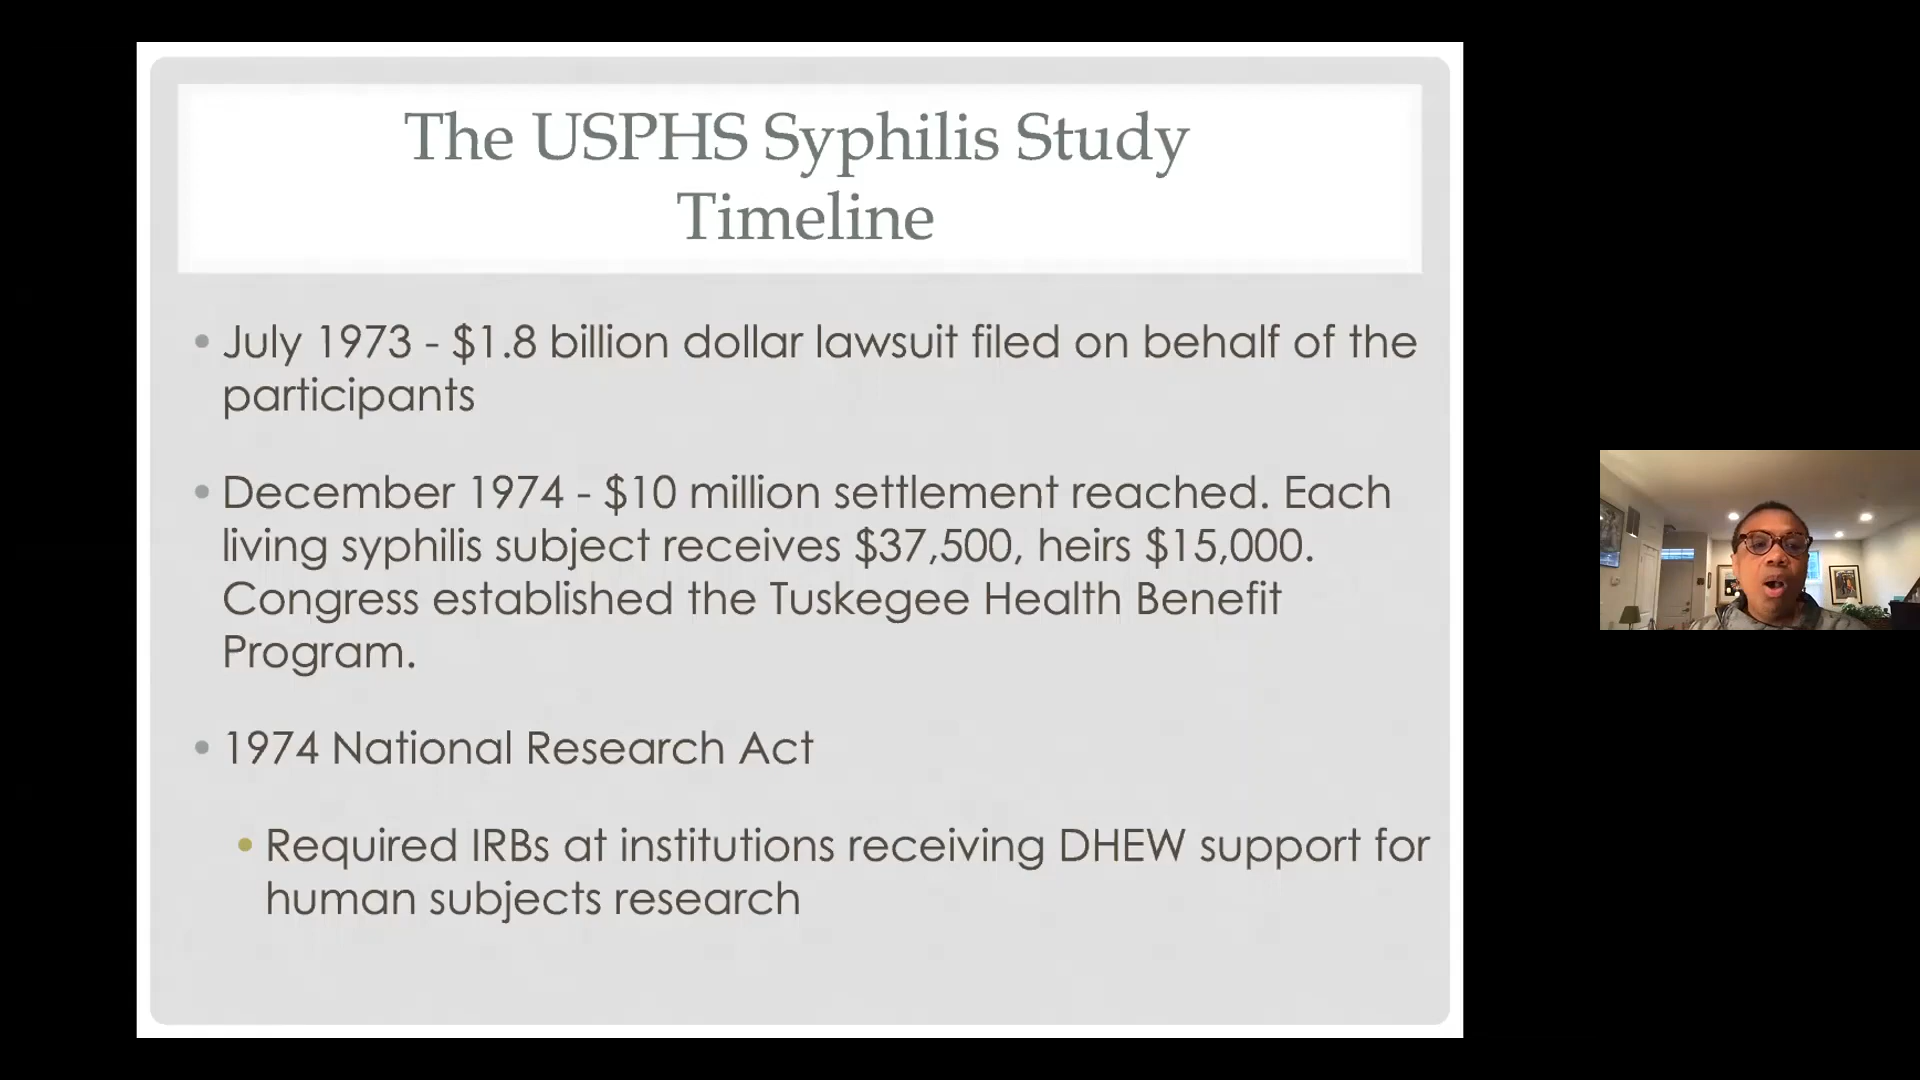 The USPHS Syphilis Study
Timeline
• July 1973 - $1.8 billion dollar lawsuit filed on behalf of the
participants
• December 1974 - $10 million settlement reached. Each
living syphilis subject receives $37,500, heirs $15,000.
Congress established the Tuskegee Health Benefit
Program.
• 1974 National Research Act
• Required IRBs at institutions receiving DHEW support for
human subjects research